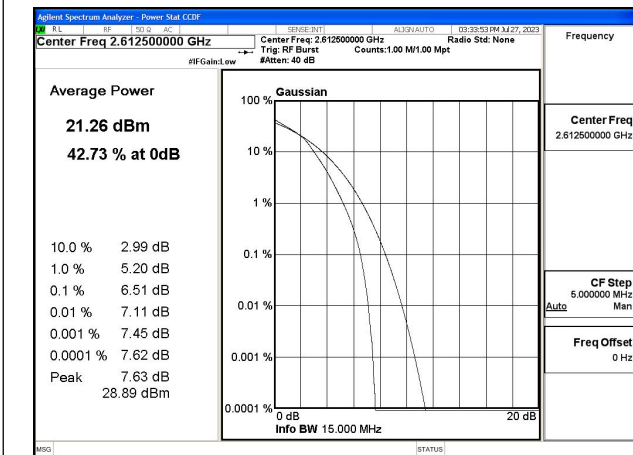 Agilent Spectrum Analyzer - Power Stat CCDF
RL RF 50 Ω AC SENSE:INT ALIGN AUTO 03:33:53 PM Jul 27, 2023
Center Freq 2.612500000 GHz
Center Freq: 2.612500000 GHz Radio Std: None
Trig: RF Burst Counts:1.00 M/1.00 Mpt
#IFGain:Low #Atten: 40 dB
Frequency
Average Power
21.26 dBm
42.73 % at 0dB
10.0 % 2.99 dB
1.0 % 5.20 dB
0.1 % 6.51 dB
0.01 % 7.11 dB
0.001 % 7.45 dB
0.0001 % 7.62 dB
Peak 7.63 dB
28.89 dBm
Gaussian
100 %
10 %
1 %
0.1 %
0.01 %
0.001 %
0.0001 %
0 dB 20 dB
Info BW 15.000 MHz
Center Freq
2.612500000 GHz
CF Step
5.000000 MHz
Auto Man
Freq Offset
0 Hz
MSG STATUS